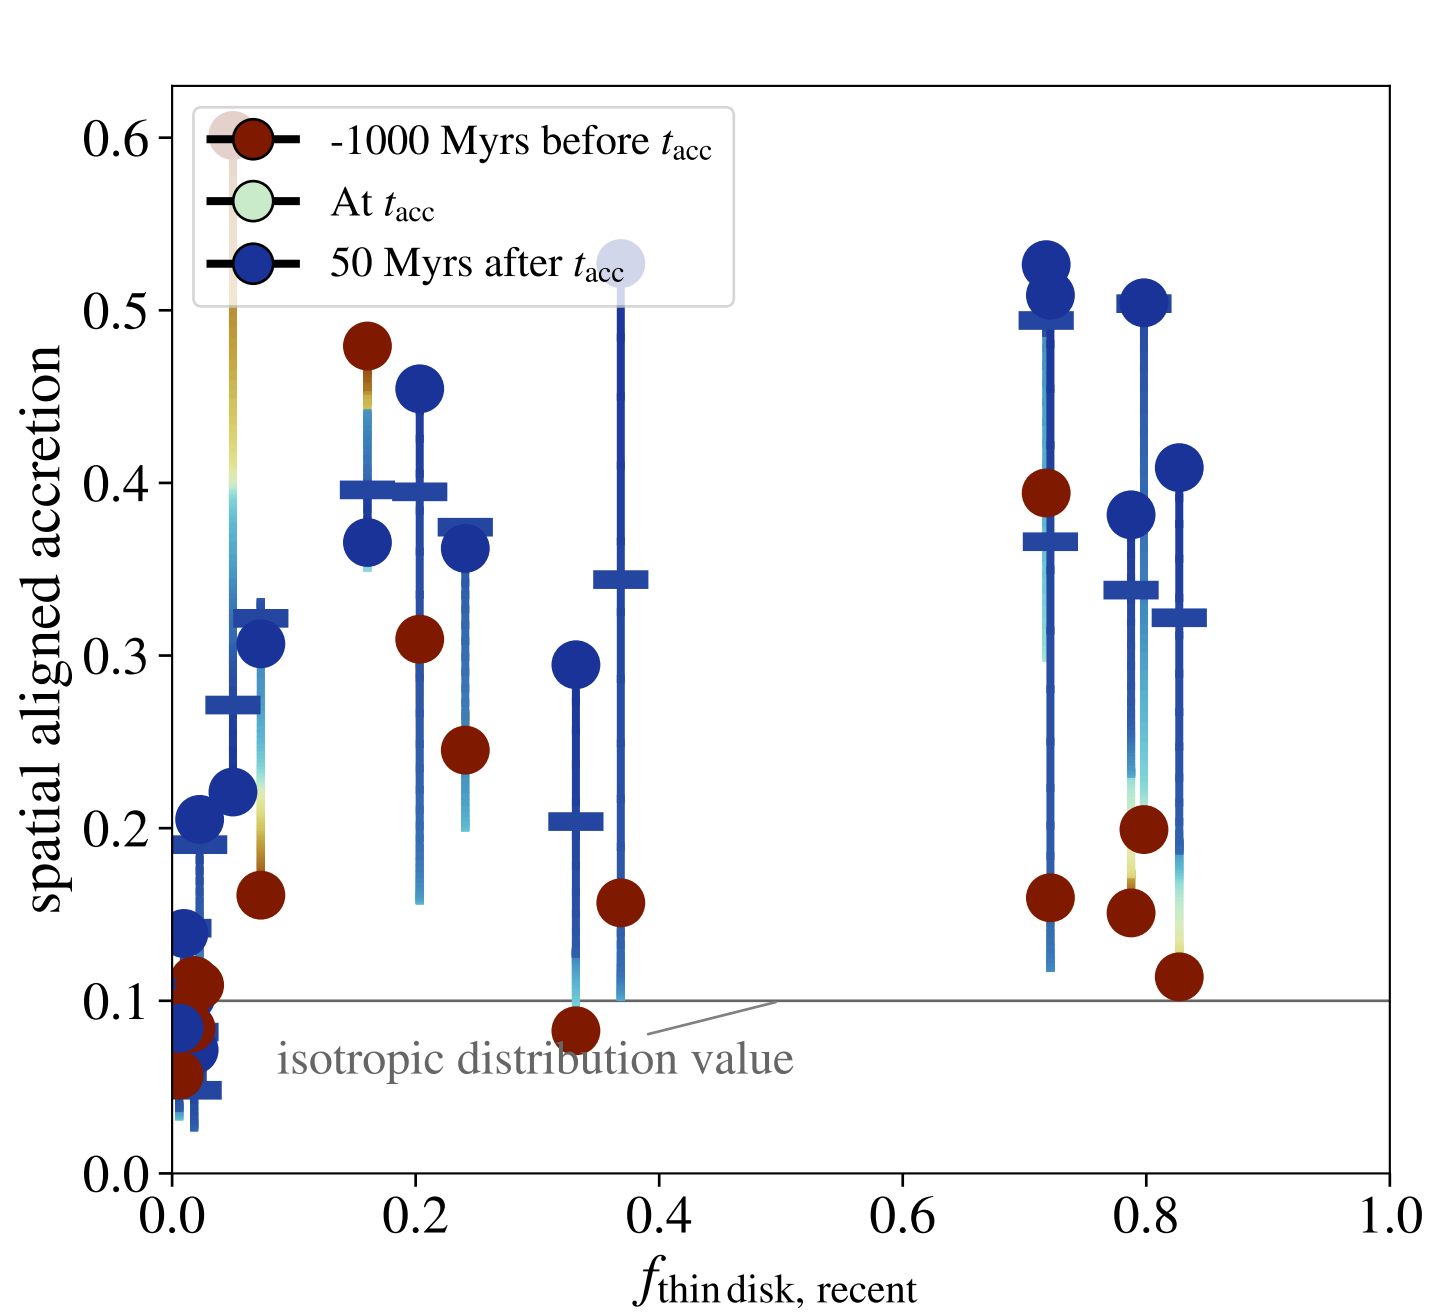 -1000 Myrs before tacc
At tacc
50 Myrs after tacc
0.6
0.5
0.4
0.3
0.2
0.1
0.0
spatial aligned accretion
isotropic distribution value
0.0 0.2 0.4 0.6 0.8 1.0
fthin disk, recent